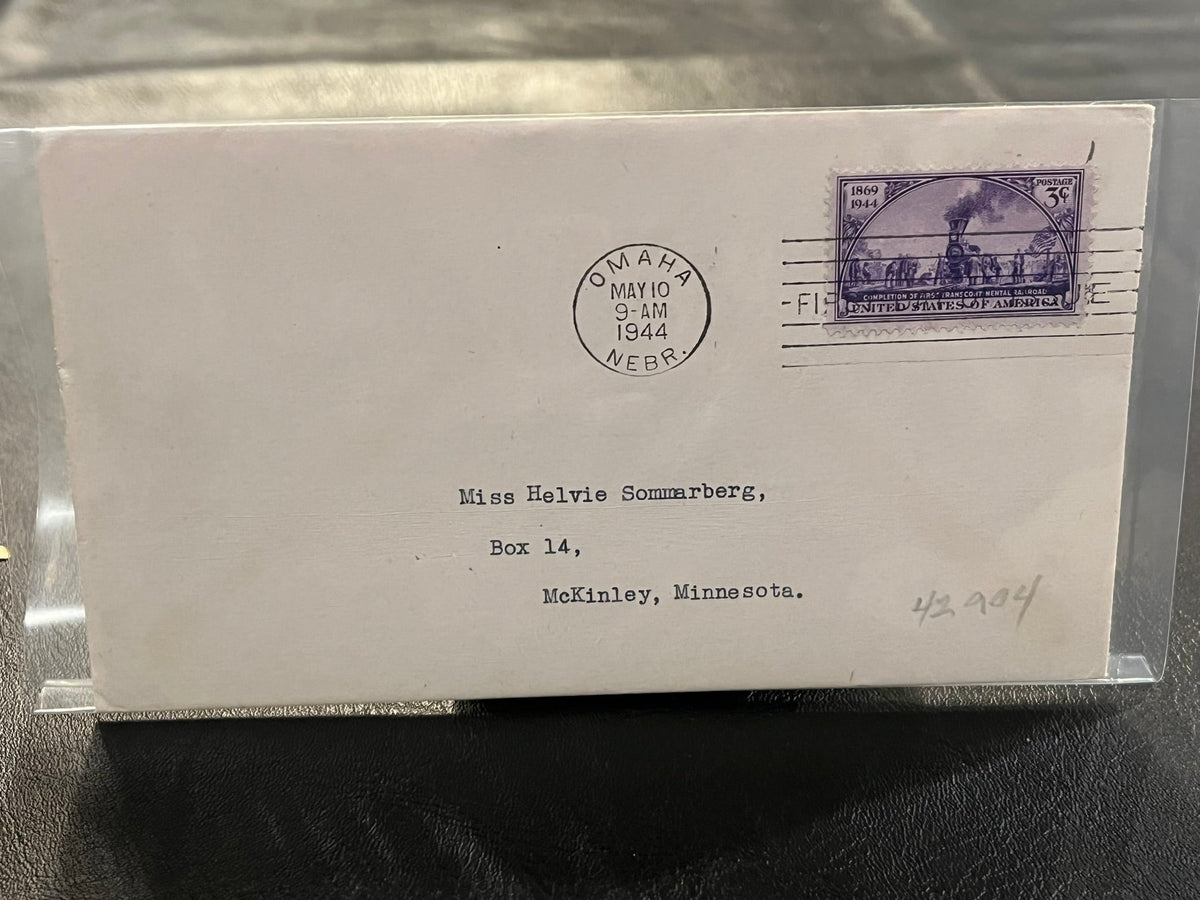 1869
1944
POSTAGE
3¢
COMPLETION OF FIRST TRANSCONTINENTAL RAILROAD
UNITED STATES OF AMERICA
OMAHA
MAY 10
9-AM
1944
NEBR.
Miss Helvie Sommarberg,
Box 14,
McKinley, Minnesota.
42904